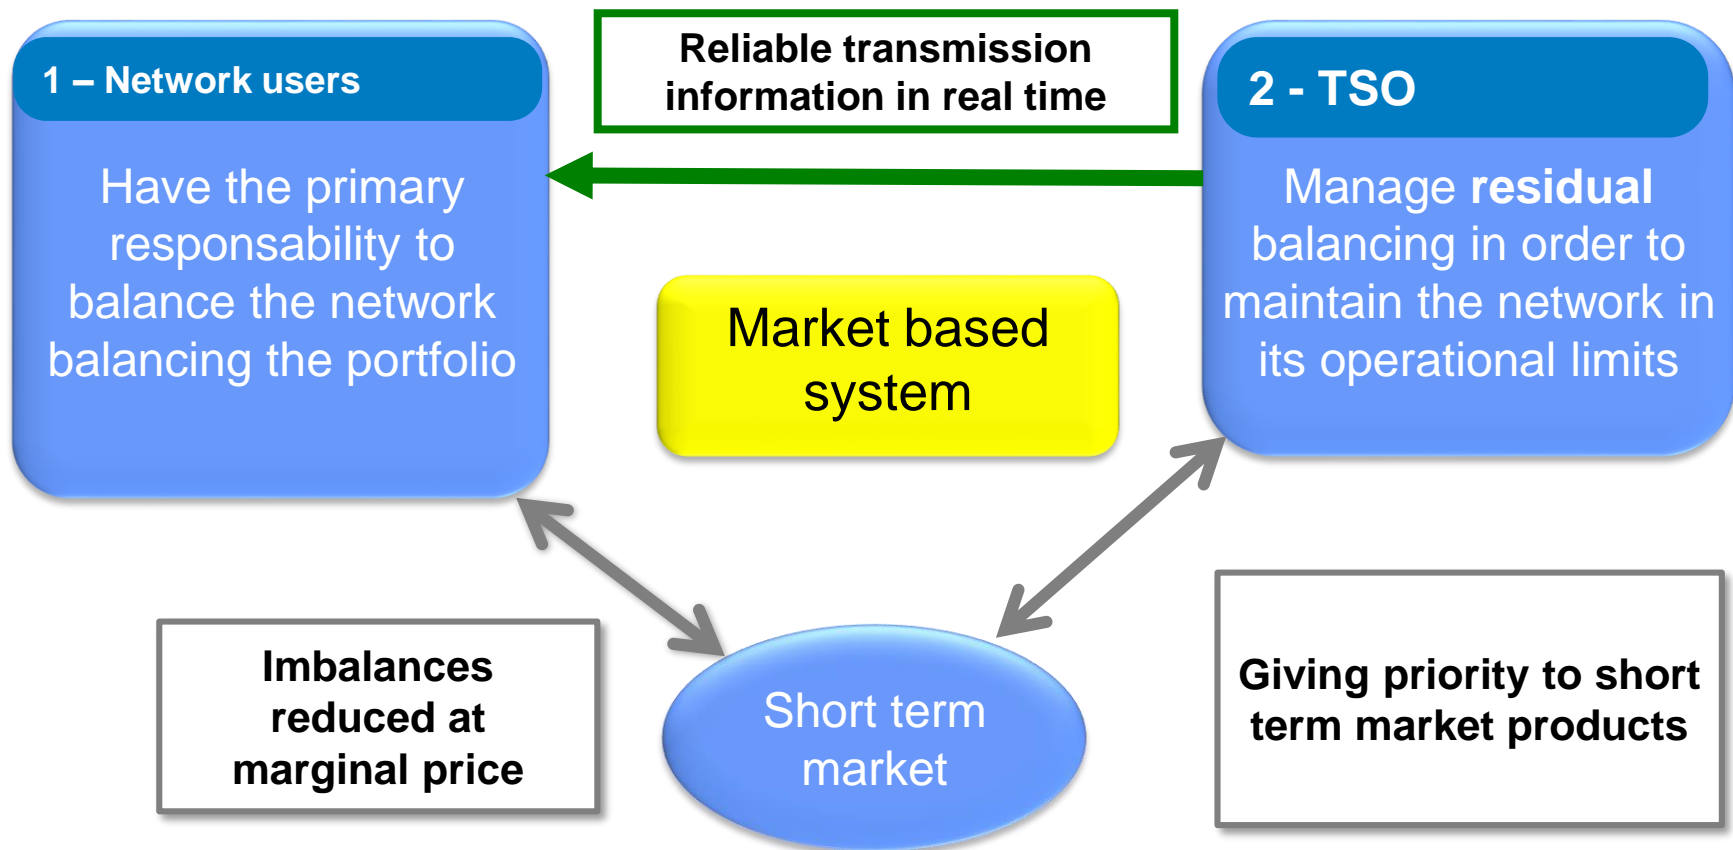 1 – Network users
Have the primary
responsability to
balance the network
balancing the portfolio
Reliable transmission
information in real time
2 - TSO
Manage residual
balancing in order to
maintain the network in
its operational limits
Market based
system
Imbalances
reduced at
marginal price
Short term
market
Giving priority to short
term market products